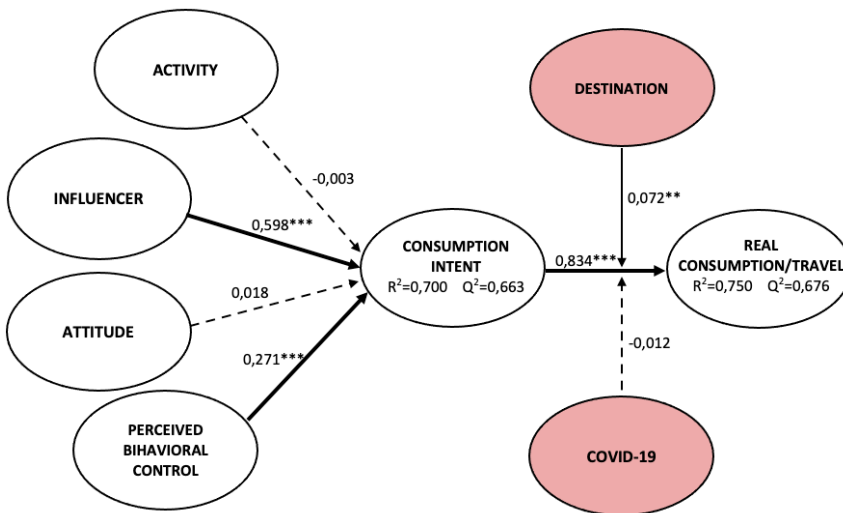 ACTIVITY
DESTINATION
-0,003
0,072**
INFLUENCER
0,598***
CONSUMPTION
INTENT
R²=0,700 Q²=0,663
0,834***
REAL
CONSUMPTION/TRAVEL
R²=0,750 Q²=0,676
0,018
ATTITUDE
-0,012
0,271***
PERCEIVED
BIHAVIORAL
CONTROL
COVID-19